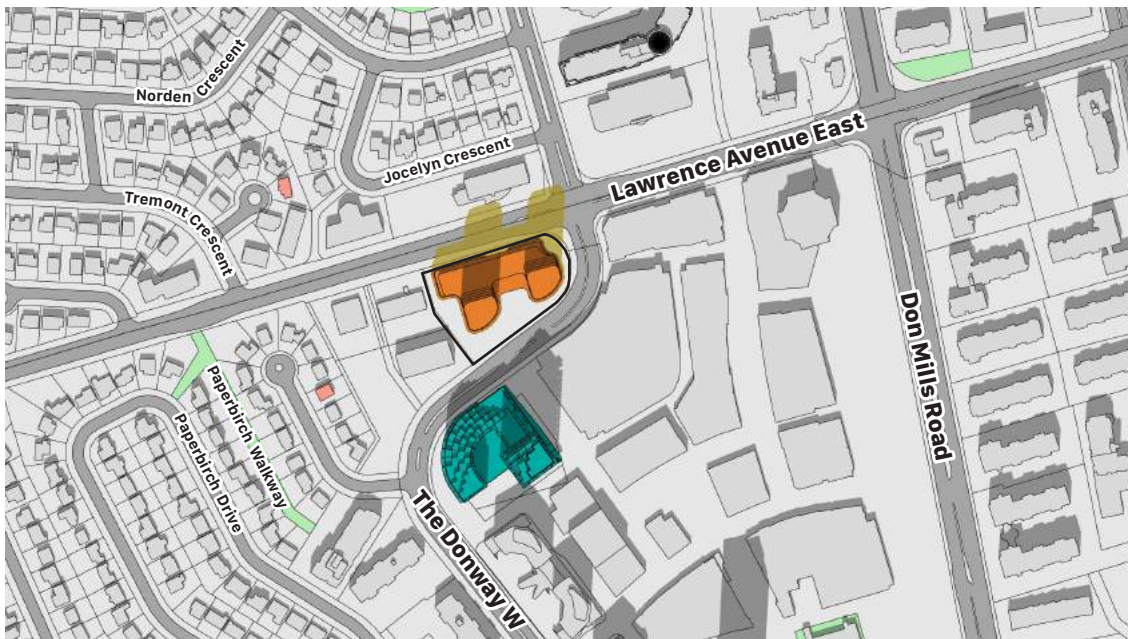 Norden Crescent
Jocelyn Crescent
Lawrence Avenue East
Tremont Crescent
Don Mills Road
Paperbirch Walkway
Paperbirch Drive
The Donway W